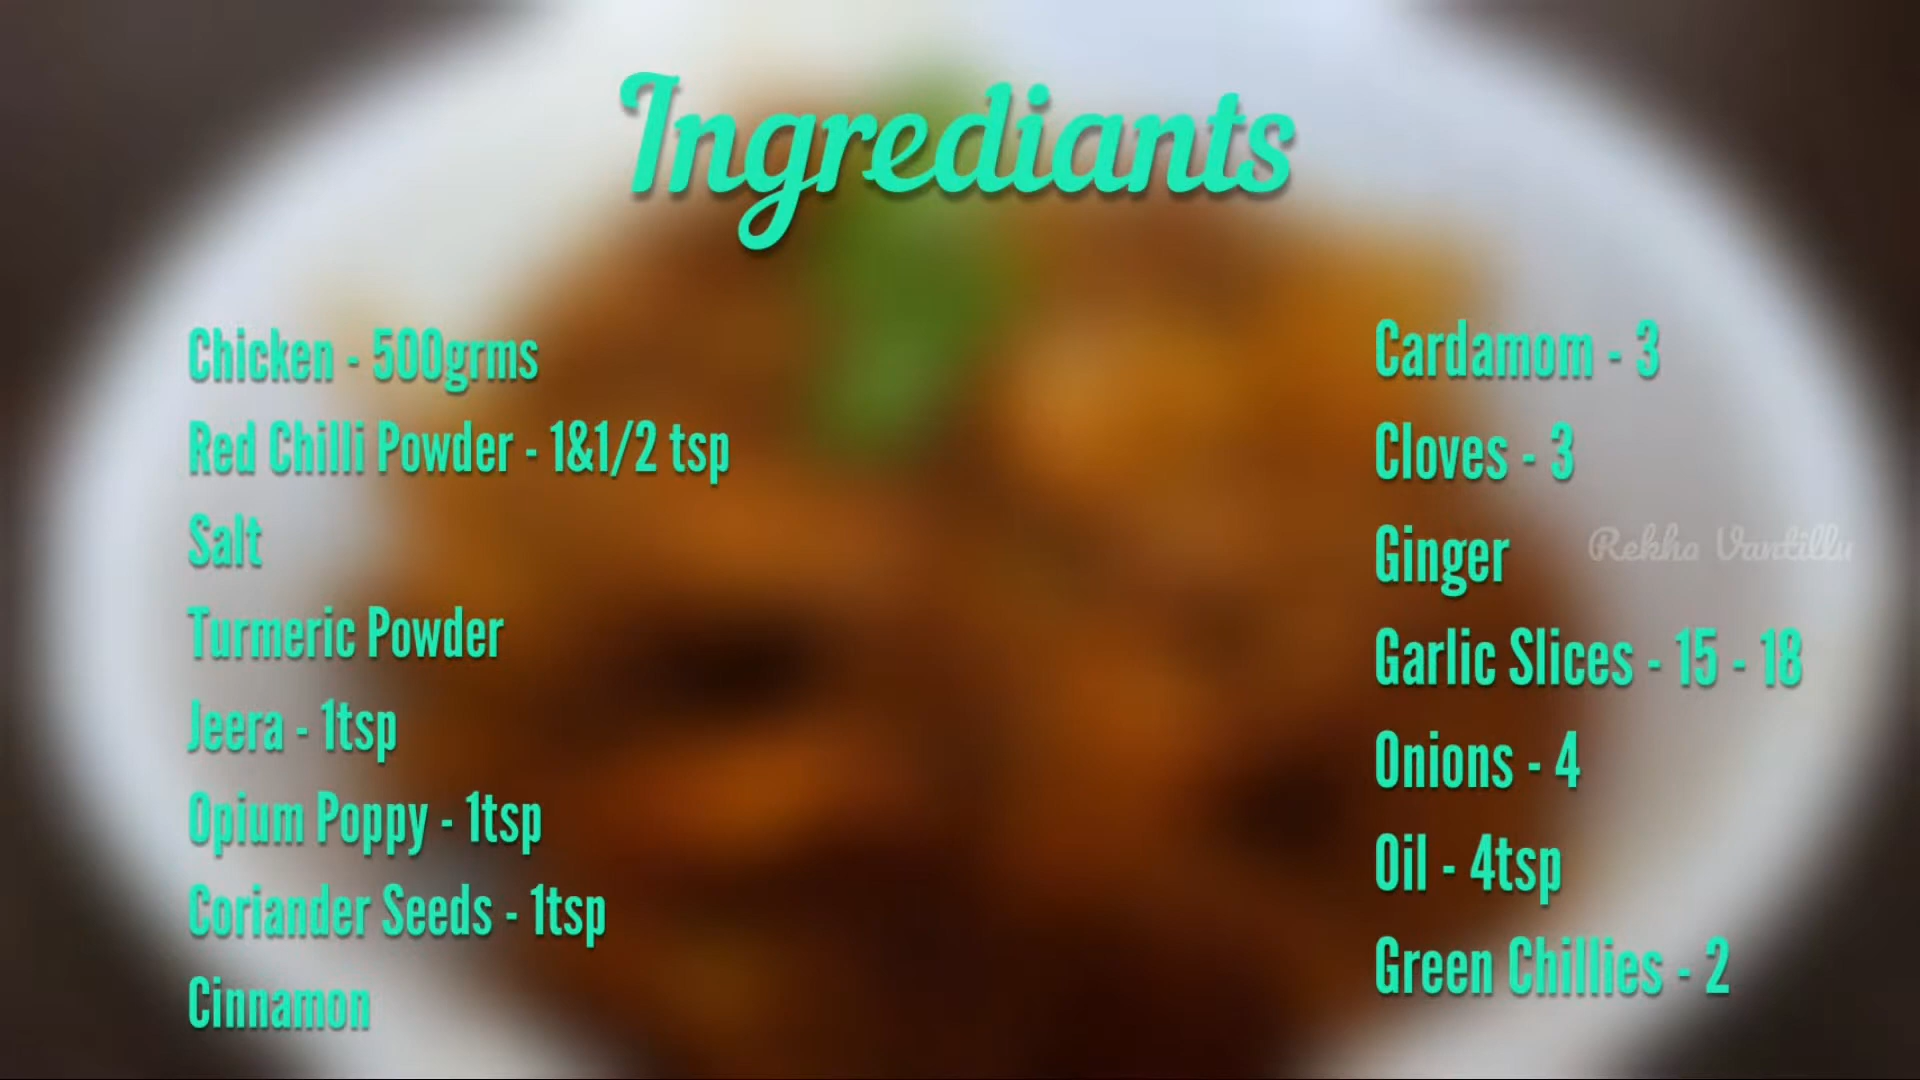 Ingrediants
Chicken - 500grms
Red Chilli Powder - 1&1/2 tsp
Salt
Turmeric Powder
Jeera - 1tsp
Opium Poppy - 1tsp
Coriander Seeds - 1tsp
Cinnamon
Cardamom - 3
Cloves - 3
Ginger
Garlic Slices - 15 - 18
Onions - 4
Oil - 4tsp
Green Chillies - 2
Rekha Vantillu